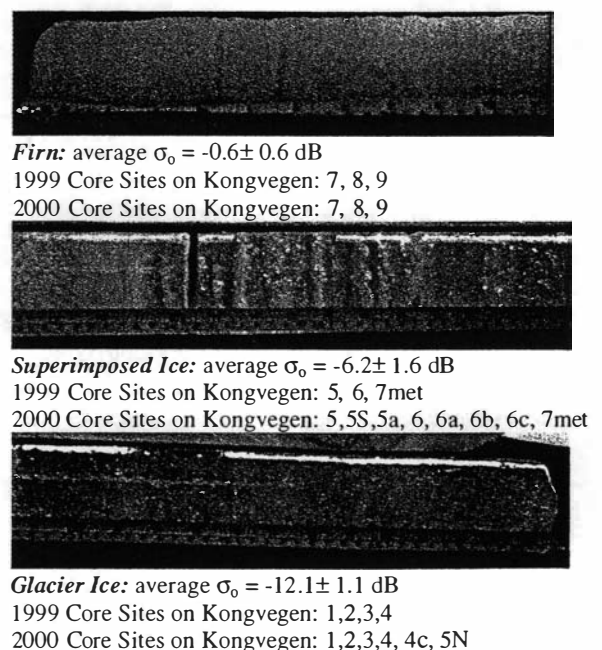 Firn: average σo = -0.6± 0.6 dB
1999 Core Sites on Kongvegen: 7, 8, 9
2000 Core Sites on Kongvegen: 7, 8, 9
Superimposed Ice: average σo = -6.2± 1.6 dB
1999 Core Sites on Kongvegen: 5, 6, 7met
2000 Core Sites on Kongvegen: 5,5S,5a, 6, 6a, 6b, 6c, 7met
Glacier Ice: average σo = -12.1± 1.1 dB
1999 Core Sites on Kongvegen: 1,2,3,4
2000 Core Sites on Kongvegen: 1,2,3,4, 4c, 5N